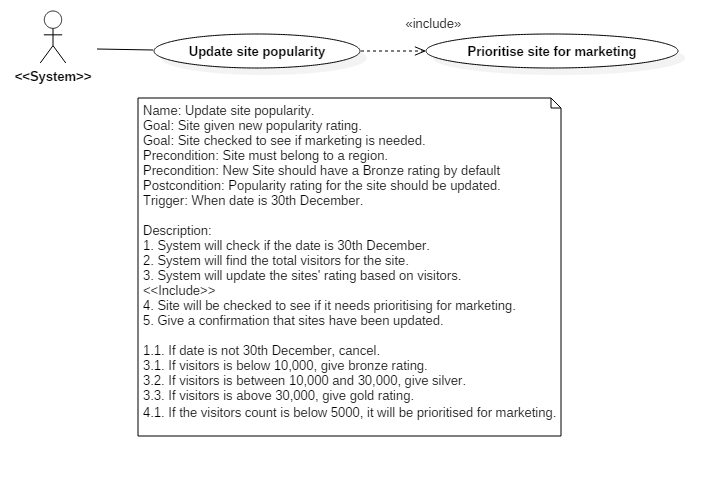 «include»
Update site popularity
Prioritise site for marketing
<<System>>
Name: Update site popularity.
Goal: Site given new popularity rating.
Goal: Site checked to see if marketing is needed.
Precondition: Site must belong to a region.
Precondition: New Site should have a Bronze rating by default
Postcondition: Popularity rating for the site should be updated.
Trigger: When date is 30th December.
Description:
1. System will check if the date is 30th December.
2. System will find the total visitors for the site.
3. System will update the sites' rating based on visitors.
<<Include>>
4. Site will be checked to see if it needs prioritising for marketing.
5. Give a confirmation that sites have been updated.
1.1. If date is not 30th December, cancel.
3.1. If visitors is below 10,000, give bronze rating.
3.2. If visitors is between 10,000 and 30,000, give silver.
3.3. If visitors is above 30,000, give gold rating.
4.1. If the visitors count is below 5000, it will be prioritised for marketing.